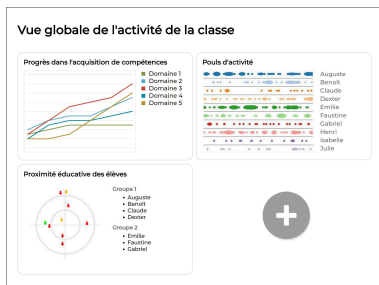 Vue globale de l'activité de la classe
Progrès dans l'acquisition de compétences
Domaine 1
Domaine 2
Domaine 3
Domaine 4
Domaine 5
Pouls d'activité
Auguste
Benoît
Claude
Dexter
Emilie
Faustine
Gabriel
Henri
Isabelle
Julie
Proximité éducative des élèves
Groupe 1
• Auguste
• Benoît
• Claude
• Dexter
Groupe 2
• Emilie
• Faustine
• Gabriel